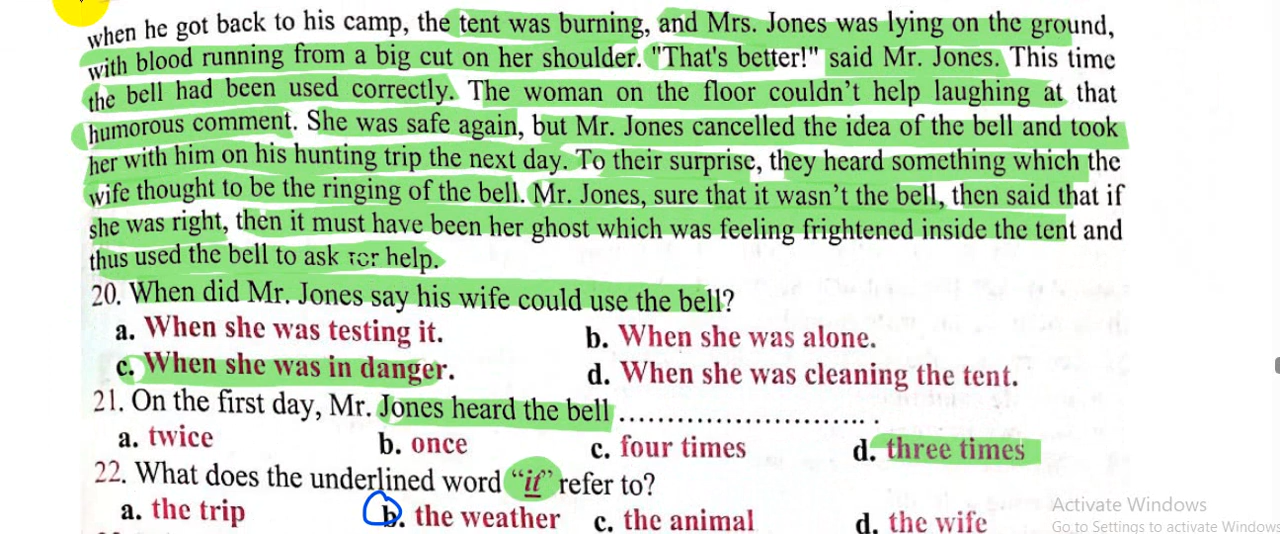 when he got back to his camp, the tent was burning, and Mrs. Jones was lying on the ground,
with blood running from a big cut on her shoulder. "That's better!" said Mr. Jones. This time
the bell had been used correctly. The woman on the floor couldn't help laughing at that
humorous comment. She was safe again, but Mr. Jones cancelled the idea of the bell and took
her with him on his hunting trip the next day. To their surprise, they heard something which the
wife thought to be the ringing of the bell. Mr. Jones, sure that it wasn't the bell, then said that if
she was right, then it must have been her ghost which was feeling frightened inside the tent and
thus used the bell to ask for help.
20. When did Mr. Jones say his wife could use the bell?
a. When she was testing it. b. When she was alone.
c. When she was in danger. d. When she was cleaning the tent.
21. On the first day, Mr. Jones heard the bell ........................... .
a. twice b. once c. four times d. three times
22. What does the underlined word "it" refer to?
a. the trip b. the weather c. the animal d. the wife
Activate Windows
Go to Settings to activate Windows